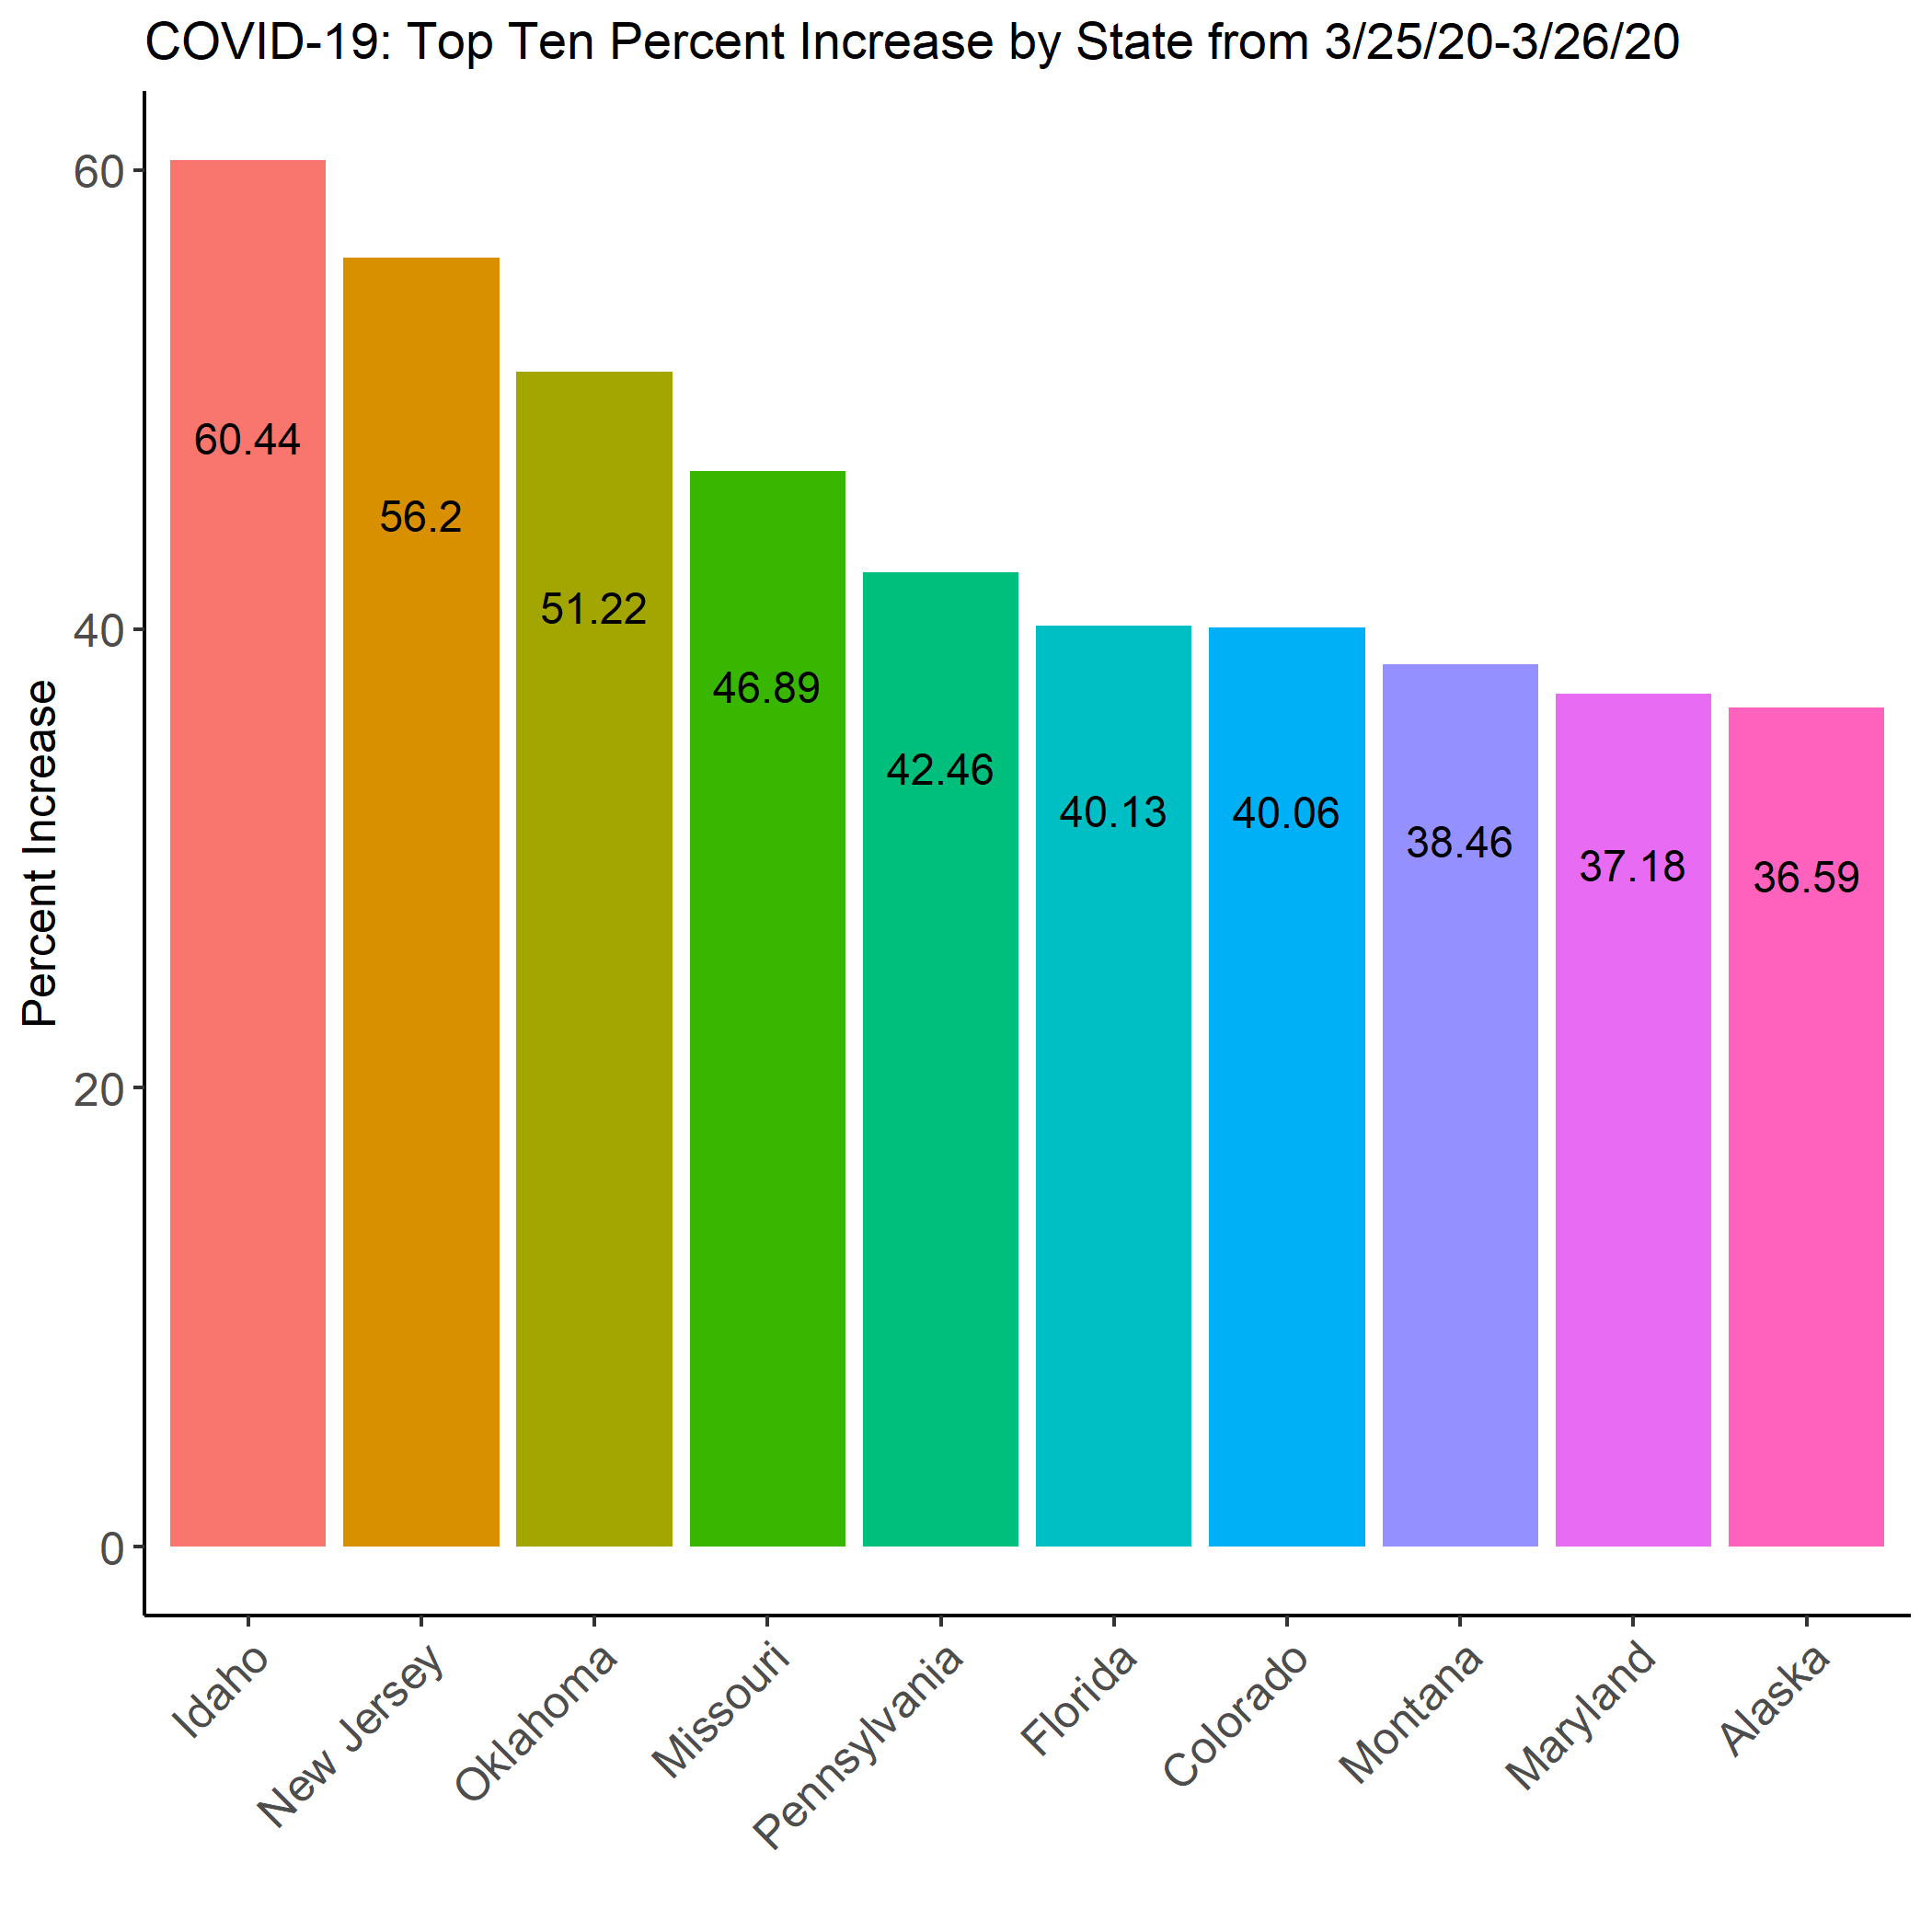 COVID-19: Top Ten Percent Increase by State from 3/25/20-3/26/20
Percent Increase
60
40
20
0
60.44
56.2
51.22
46.89
42.46
40.13
40.06
38.46
37.18
36.59
Idaho
New Jersey
Oklahoma
Missouri
Pennsylvania
Florida
Colorado
Montana
Maryland
Alaska